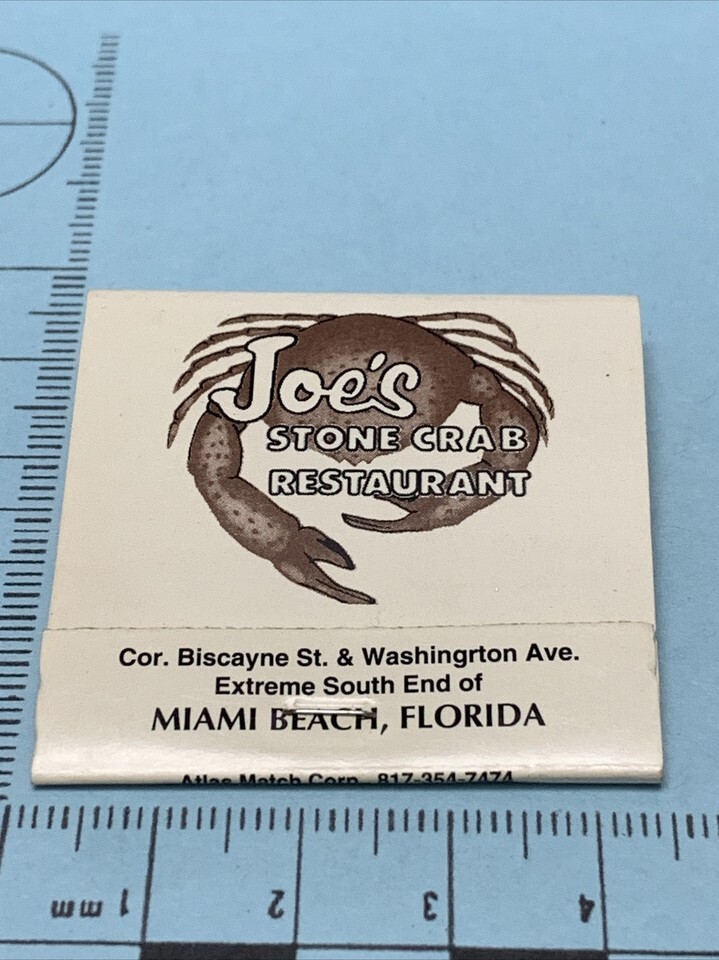 Joe's
STONE CRAB
RESTAURANT
Cor. Biscayne St. & Washingrton Ave.
Extreme South End of
MIAMI BEACH, FLORIDA
Atlas Match Corp. 817-354-7474
mm 1 2 3 4